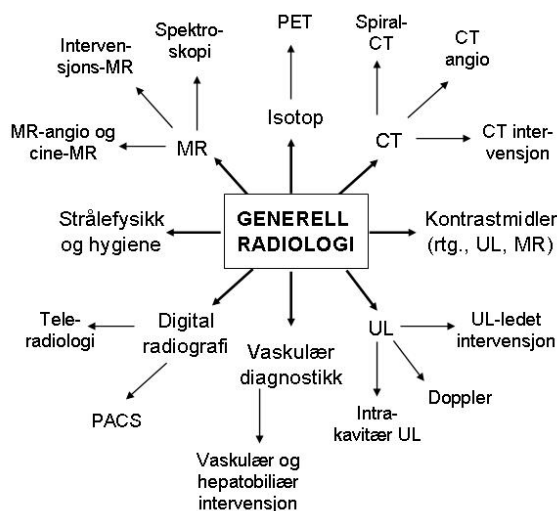 PET
Spiral-
CT
CT
angio
Spektro-
skopi
Interven-
sjons-MR
MR-angio og
cine-MR
MR
Isotop
CT
CT inter-
vensjon
Strålefysikk
og hygiene
GENERELL
RADIOLOGI
Kontrastmidler
(rtg., UL, MR)
Tele-
radiologi
Digital
radiografi
Vaskulær
diagnostikk
UL
UL-ledet
intervensjon
PACS
Intra-
kavitær UL
Doppler
Vaskulær og
hepatobiliær
intervensjon